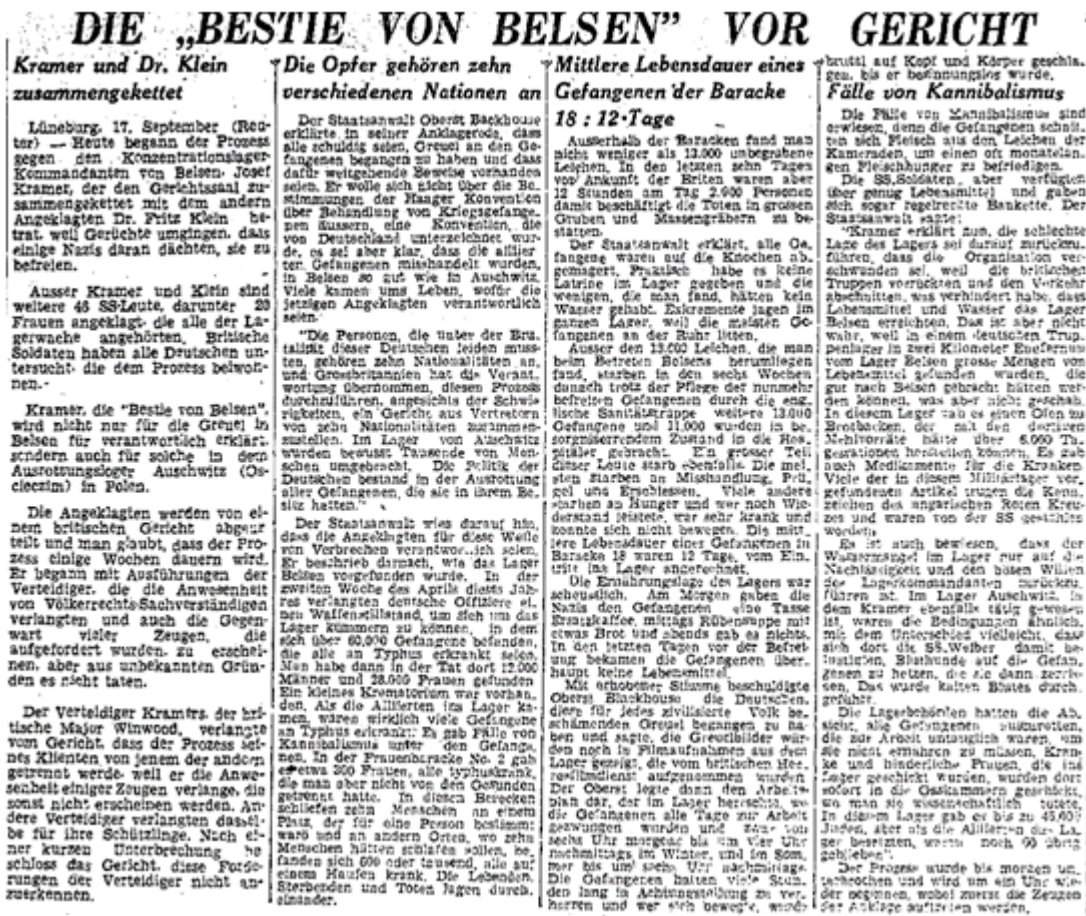 DIE „BESTIE VON BELSEN" VOR GERICHT
Kramer und Dr. Klein
zusammengekettet
Lüneburg, 17. September (Reu-
ter) — Heute begann der Prozess
gegen den Konzentrationslager-
Kommandanten von Belsen, Josef
Kramer, der den Gerichtssaal zu-
sammengekettet mit dem andern
Angeklagten Dr. Fritz Klein be-
trat, weil Gerüchte umgingen, dass
einige Nazis daran dächten, sie zu
befreien.
Ausser Kramer und Klein sind
weitere 46 SS-Leute, darunter 20
Frauen angeklagt, die alle der La-
gerwache angehörten. Britische
Soldaten haben alle Deutschen un-
tersucht, die dem Prozess beiwoh-
nen.
Kramer, die "Bestie von Belsen",
wird nicht nur für die Greuel in
Belsen für verantwortlich erklärt,
sondern auch für solche in dem
Ausrottungsloger Auschwitz (Os-
cieczim) in Polen.
Die Angeklagten werden von ei-
nem britischen Gericht abgeur
teilt und man glaubt, dass der Pro-
zess einige Wochen dauern wird.
Er begann mit Ausführungen der
Verteidiger, die die Anwesenheit
von Völkerrechts-Sachverständigen
verlangten und auch die Gegen-
wart vieler Zeugen, die
aufgefordert wurden, zu erschei-
nen, aber aus unbekannten Grün-
den es nicht taten.
Der Verteidiger Kramers, der bri-
tische Major Winwood, verlangte
vom Gericht, dass der Prozess sei-
nes Klienten von jenem der andern
getrennt werde, weil er die Anwe-
senheit einiger Zeugen verlange, die
sonst nicht erscheinen werden. An-
dere Verteidiger verlangten dassel-
be für ihre Schützlinge. Nach ei-
ner kurzen Unterbrechung be
schloss das Gericht, diese Forde-
rungen der Verteidiger nicht an-
zuerkennen.
Die Opfer gehören zehn
verschiedenen Nationen an
Der Staatsanwalt Oberst Backhouse
erklärte in seiner Anklagerede, dass
alle schuldig seien, Greuel an den Ge-
fangenen begangen zu haben und dass
dafür weitgehende Beweise vorhanden
seien. Er wolle sich nicht über die Be-
stimmungen der Haager Konvention
über Behandlung von Kriegsgefange-
nen äussern, eine Konvention, die
von Deutschland unterzeichnet wur-
de, es sei aber klar, dass die alliier
ten Gefangenen misshandelt wurden,
in Belsen so gut wie in Auschwitz.
Viele kamen ums Leben, wofür die
jetzigen Angeklagten verantwortlich
seien.
"Die Personen, die unter der Bru-
talität dieser Deutschen leiden muss-
ten, gehören zehn Nationalitäten an,
und Grossbritannien hat die Verant-
wortung übernommen, diesen Prozess
durchzuführen, angesichts der Schwie
rigkeiten, ein Gericht aus Vertretern
von zehn Nationalitäten zusammen-
zustellen. Im Lager von Auschwitz
wurden bewusst Tausende von Men-
schen umgebracht. Die Politik der
Deutschen bestand in der Ausrottung
aller Gefangenen, die sie in ihrem Be-
sitz hatten."
Der Staatsanwalt wies darauf hin,
dass die Angeklagten für diese Welle
von Verbrechen verantwortlich seien.
Er beschrieb darnach, wie das Lager
Belsen vorgefunden wurde. In der
zweiten Woche des Aprils dieses Jah-
res verlangten deutsche Offiziere ei-
nen Waffenstillstand, um sich um das
Lager kümmern zu können, in dem
sich über 60,000 Gefangene befanden,
die alle an Typhus erkrankt seien.
Man habe dann in der Tat dort 12.000
Männer und 28.000 Frauen gefunden
Ein kleines Krematorium war vorhan
den. Als die Alliierten ins Lager ka-
men, waren wirklich viele Gefangene
an Typhus erkrankt. Es gab Fälle von
Kannibalismus unter den Gefange-
nen. In der Frauenbaracke No. 2 gab
es etwa 200 Frauen, alle typhuskrank,
die man aber nicht von den Gesunden
getrennt hatte. In diesen
schliefen zehn Menschen an einem
Platz, der für eine Person bestimmt
ward und an andern Orten, wo zehn
Menschen hätten schlafen sollen, be-
fanden sich 600 oder tausend, alle auf
einem Haufen krank. Die Lebenden,
Sterbenden und Toten lagen durch.
einander.
Mittlere Lebensdauer eines
Gefangenen der Baracke
18 : 12-Tage
Ausserhalb der Baracken fand man
nicht weniger als 13.000 unbegrabene
Leichen. In den letzten zehn Tagen
vor Ankunft der Briten waren aber
12 Stunden am Tag 2.000 Personen
damit beschäftigt die Toten in grossen
Gruben und Massengräbern zu be-
statten.
Der Staatsanwalt erklärt, alle Ge-
fangene waren auf die Knochen ab-
gemagert. Praktisch habe es keine
Latrine im Lager gegeben und die
wenigen, die man fand, hätten kein
Wasser gehabt. Exkremente lagen im
ganzen Lager, weil die meisten Ge-
fangenen an der Ruhr litten.
Ausser den 13.000 Leichen, die man
beim Betreten Belsens herumliegen
fand, starben in den sechs Wochen
danach trotz der Pflege der nunmehr
befreiten Gefangenen durch die eng-
lische Sanitätstruppe weitere 13.000
Gefangene und 11.000 wurden in be-
sorgniserrendem Zustand in die Hos-
pitäler gebracht. Ein grosser Teil
dieser Leute starb ebenfalls. Die mei-
sten starben an Misshandlung, Prü-
gel uns Erschiessen. Viele andere
starben an Hunger und wer noch Wie-
derstand leistete, war sehr krank und
konnte sich nicht bewegen. Die mitt-
lere Lebensdauer eines Gefangenen in
Baracke 18 waren 12 Tage, vom Ein-
tritt ins Lager angerechnet.
Die Ernährungslage des Lagers war
scheusslich. Am Morgen gaben die
Nazis den Gefangenen eine Tasse
Ersatzkaffee, mittags Rübensuppe mit
etwas Brot und abends gab es nichts.
In den letzten Tagen vor der Befrei-
ung bekamen die Gefangenen über-
haupt keine Lebensmittel.
Mit erhobener Stimme beschuldigte
Oberst Blackhouse die Deutschen,
diere für jedes zivilisierte Volk be-
schämenden Greuel begangen zu ha-
ben und sagte, die Greuelbilder wür-
den noch in Filmaufnahmen aus dem
Lager gezeigt, die vom britischen Hee-
resfilmdienst aufgenommen wurden
Der Oberst legte dann den Arbeits-
plan dar, der im Lager herrschte, wo
die Gefangenen alle Tage zur Arbeit
gezwungen wurden und zwar von
sechs Uhr morgens bis um vier Uhr
nachmittags im Winter, und im Som-
mer bis um sechs Uhr nachmittags.
Die Gefangenen hatten viele Stun-
den lang in Achtungstellung zu ver-
harren und wer sich bewegte, wurde
brutal auf Kopf und Körper geschla-
gen, bis er besinnungslos wurde.
Fälle von Kannibalismus
Die Fälle von Kannibalismus sind
erwiesen, denn die Gefangenen schnit-
ten sich Fleisch aus den Leichen der
Kameraden, um einen oft monatelan-
gen Fleischhunger zu befriedigen.
Die SS.Soldaten, aber verfügten
über genug Lebensmittel und gaben
sich sogar regelrechte Bankette. Der
Staatsanwalt sagte:
"Kramer erklärt nun, die schlechte
Lage des Lagers sei darauf zurückzu-
führen, dass die Organisation ver-
schwunden sei, weil die britischen
Truppen vorrückten und den Verkehr
abschnitten, was verhindert habe, dass
Lebensmittel und Wasser das Lager
Belsen erreichten. Das ist aber nicht
wahr, weil in einem deutschen Trup-
penlager in zwei Kilometer Entfernung
vom Lager Belsen grosse Mengen von
Lebensmittel gefunden wurden, die
gut nach Belsen gebracht hätten wer-
den können, was aber nicht geschah.
In diesem Lager gab es einen Ofen zu
Brotbacken, der mit den dortigen
Mehlvorräte hätte über 6.000 Ta-
gesrationen herstellen können. Es gab
auch Medikamente für die Kranken.
Viele der in diesem Militärlager vor-
gefundenen Artikel trugen die Kenn-
zeichen des ungarischen Roten Kreu-
zes und waren von der SS gestohlen
worden.
Es ist auch bewiesen, dass der
Wassermangel im Lager nur auf die
Nachlässigkeit und den bösen Willen
des Lagerkommandanten zurückzu-
führen ist. Im Lager Auschwitz, in
dem Kramer ebenfalls tätig gewesen
ist, waren die Bedingungen ähnlich,
mit dem Unterschied vielleicht, dass
sich dort die SS.Weiber damit be-
lustigten, Bluthunde auf die Gefan-
genen zu hetzen, die sie dann zerris-
sen. Das wurde kalten Blutes durch-
geführt.
Die Lagerbehörden hatten die Ab-
sicht, alle Gefangenen auszurotten,
die zur Arbeit untauglich waren, um
sie nicht ernähren zu müssen. Kran-
ke und hinderliche Frauen, die ins
Lager geschickt wurden, wurden dort
sofort in die Gaskammern geschickt,
wo man sie wissenschaftlich tötete.
In diesem Lager gab es bis zu 45.000
Juden, aber als die Alliierten das La-
ger besetzten, waren noch 60 übrig
geblieben".
Der Prozess wurde bis morgen un-
terbrochen und wird um ein Uhr wie-
der beginnen, wobei zuerst die Zeugen
der Anklage auftreten werden.